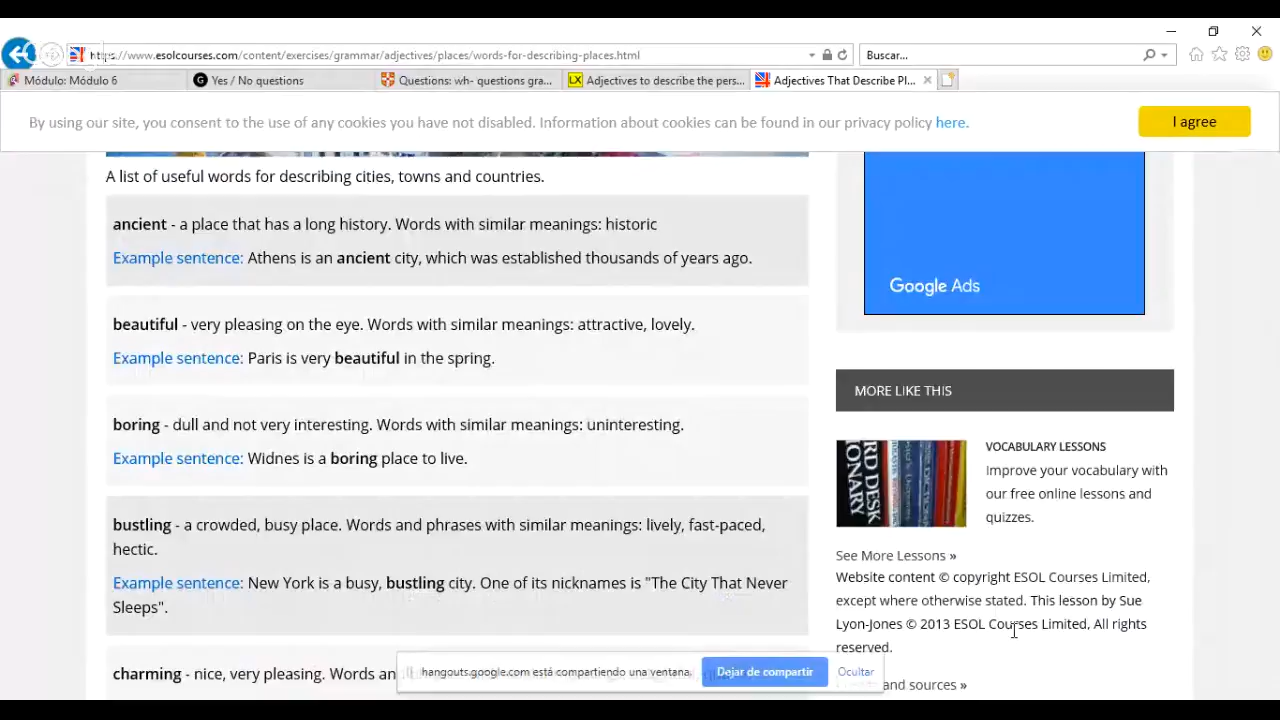 https://www.esolcourses.com/content/exercises/grammar/adjectives/places/words-for-describing-places.html
Buscar...
Módulo: Módulo 6
G Yes / No questions
Questions: wh- questions gra...
LX Adjectives to describe the pers...
Adjectives That Describe Pl...
By using our site, you consent to the use of any cookies you have not disabled. Information about cookies can be found in our privacy policy here.
I agree
A list of useful words for describing cities, towns and countries.
ancient - a place that has a long history. Words with similar meanings: historic
Example sentence: Athens is an ancient city, which was established thousands of years ago.
beautiful - very pleasing on the eye. Words with similar meanings: attractive, lovely.
Example sentence: Paris is very beautiful in the spring.
boring - dull and not very interesting. Words with similar meanings: uninteresting.
Example sentence: Widnes is a boring place to live.
bustling - a crowded, busy place. Words and phrases with similar meanings: lively, fast-paced,
hectic.
Example sentence: New York is a busy, bustling city. One of its nicknames is "The City That Never
Sleeps".
charming - nice, very pleasing. Words
Google Ads
MORE LIKE THIS
RD DESK
ONARY
VOCABULARY LESSONS
Improve your vocabulary with
our free online lessons and
quizzes.
See More Lessons »
Website content © copyright ESOL Courses Limited,
except where otherwise stated. This lesson by Sue
Lyon-Jones © 2013 ESOL Courses Limited, All rights
reserved.
and sources »
hangouts.google.com está compartiendo una ventana.
Dejar de compartir
Ocultar